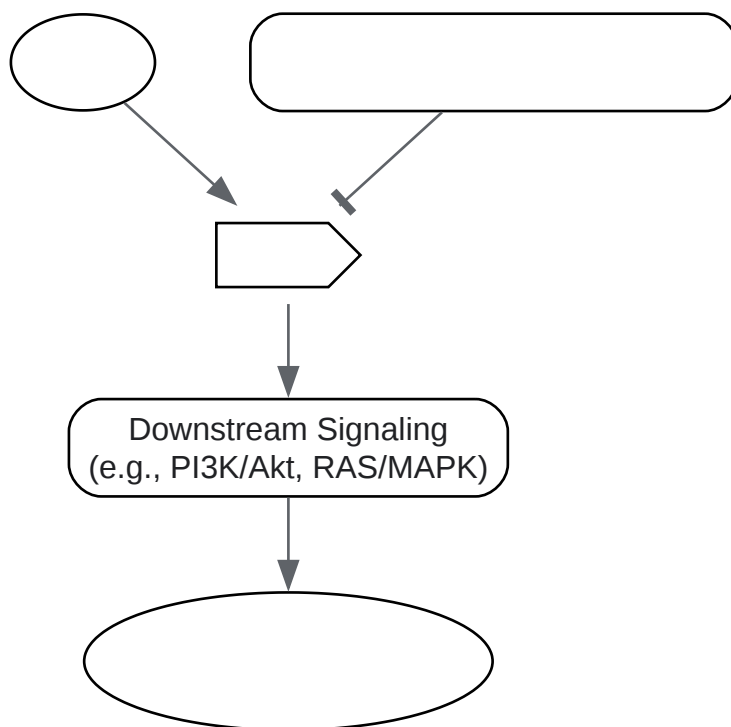 Downstream Signaling
(e.g., PI3K/Akt, RAS/MAPK)